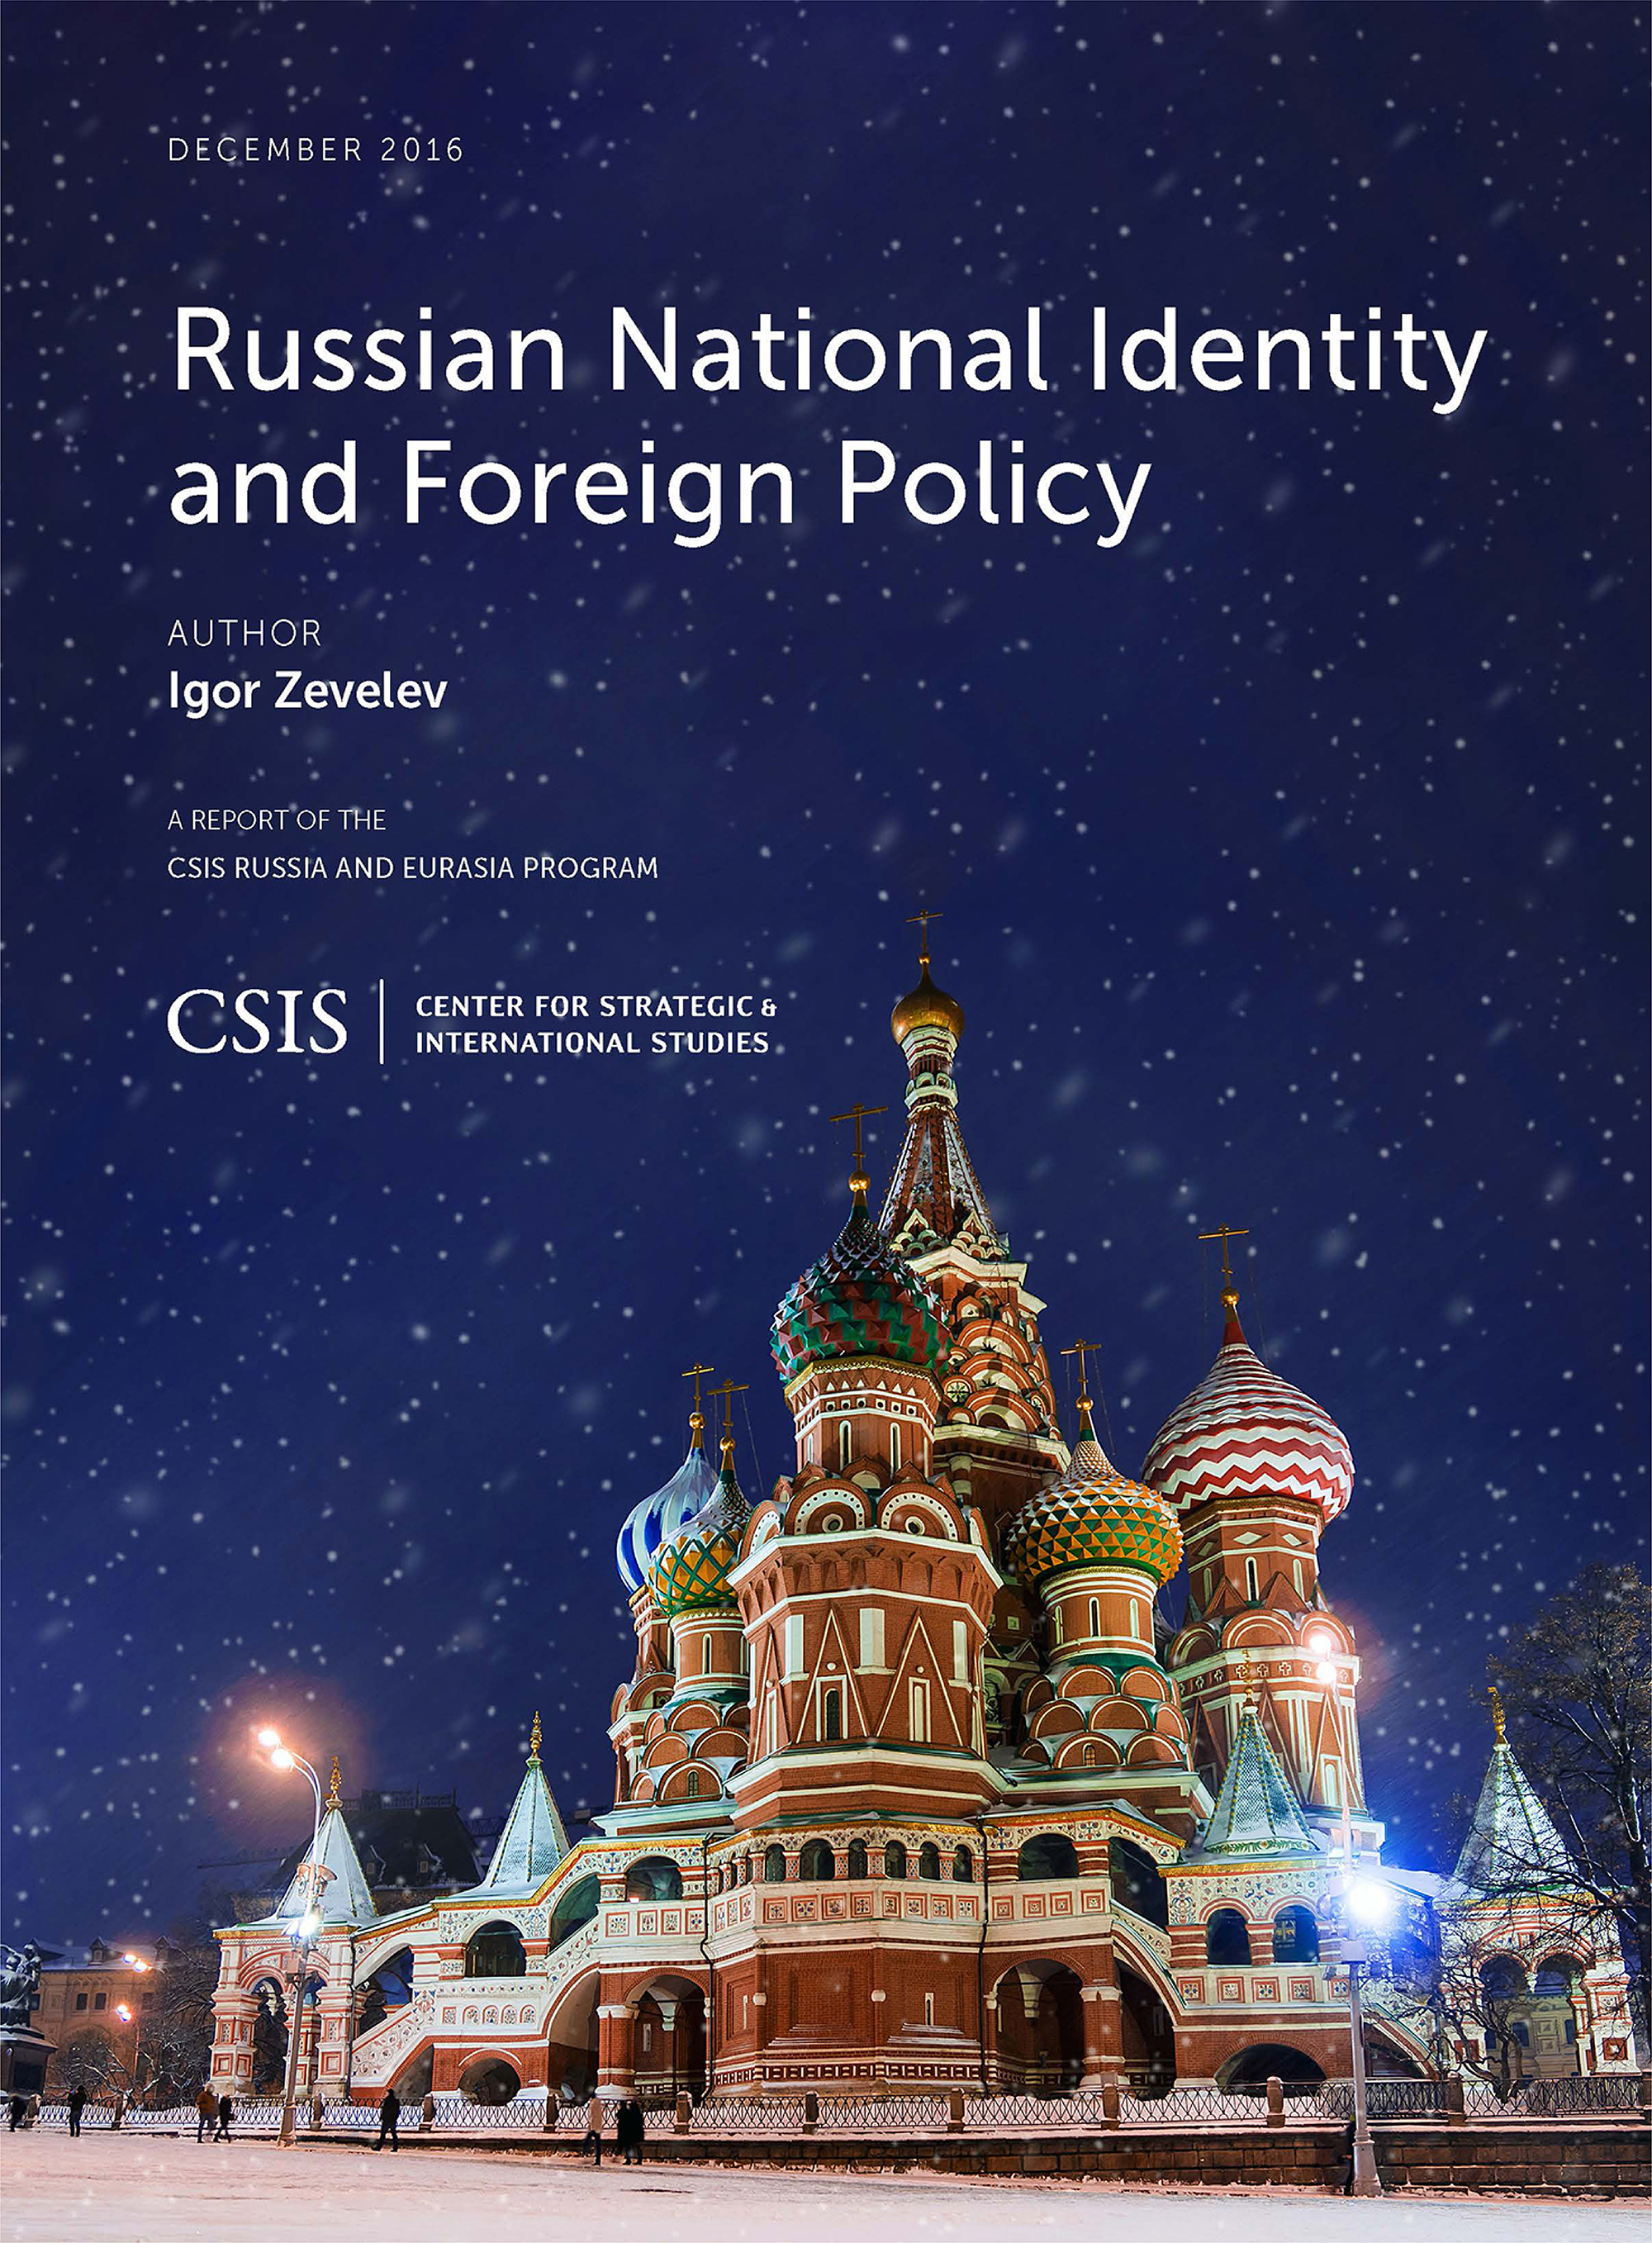 DECEMBER 2016
Russian National Identity
and Foreign Policy
AUTHOR
Igor Zevelev
A REPORT OF THE
CSIS RUSSIA AND EURASIA PROGRAM
CSIS
CENTER FOR STRATEGIC &
INTERNATIONAL STUDIES